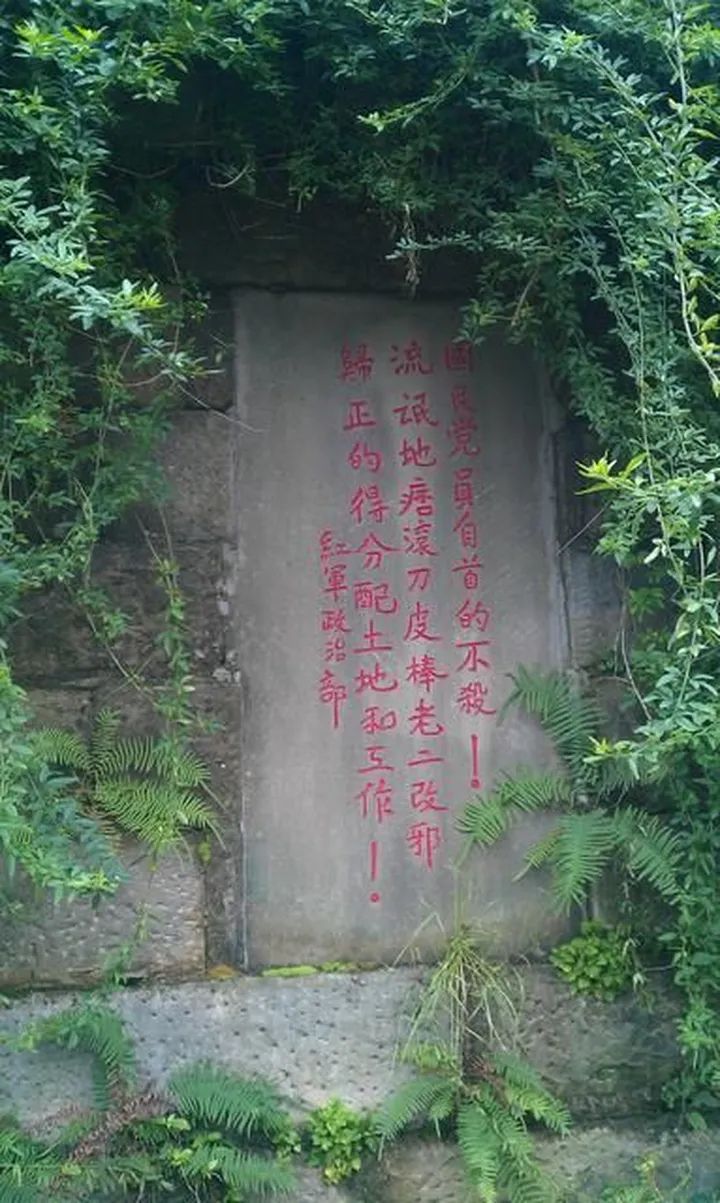 國民党員自首的不殺！
流氓地痞滾刀皮棒老二改邪
歸正的得分配土地和工作！
紅軍政治部